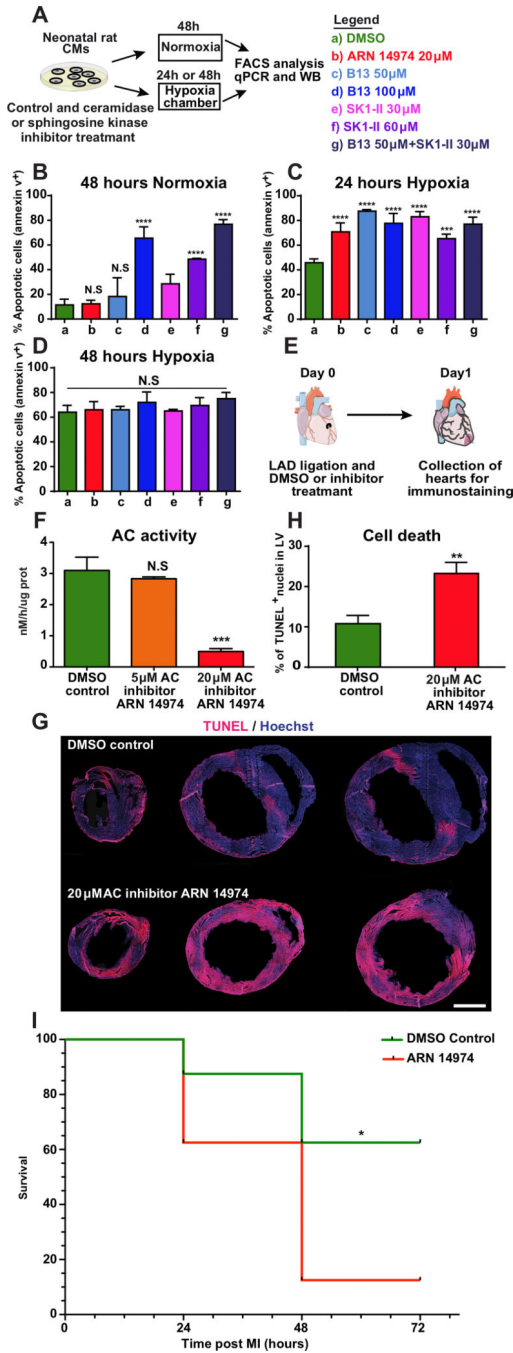 A
Neonatal rat
CMs
Control and ceramidase
or sphingosine kinase
inhibitor treatmant
48h
Normoxia
24h or 48h
Hypoxia
chamber
FACS analysis
qPCR and WB
Legend
a) DMSO
b) ARN 14974 20µM
c) B13 50µM
d) B13 100µM
e) SK1-II 30µM
f) SK1-II 60µM
g) B13 50µM+SK1-II 30µM
B
48 hours Normoxia
% Apoptotic cells (annexin v+)
100
80
60
40
20
0
N.S
N.S
****
****
****
a b c d e f g
C
24 hours Hypoxia
% Apoptotic cells (annexin v+)
100
80
60
40
20
0
****
****
****
****
***
****
a b c d e f g
D
48 hours Hypoxia
% Apoptotic cells (annexin v+)
100
80
60
40
20
0
N.S
a b c d e f g
E
Day 0
Day1
LAD ligation and
DMSO or inhibitor
treatment
Collection of
hearts for
immunostaining
F
AC activity
nM/h/ug prot
4
3
2
1
0
N.S
***
DMSO
control
5µM AC
inhibitor
ARN 14974
20µM AC
inhibitor
ARN 14974
H
Cell death
% of TUNEL+ nuclei in LV
30
20
10
0
**
DMSO
control
20µM AC
inhibitor
ARN 14974
G
TUNEL / Hoechst
DMSO control
20µMAC inhibitor ARN 14974
I
DMSO Control
ARN 14974
Survival
100
80
60
40
20
10
0
*
0 24 48 72
Time post MI (hours)